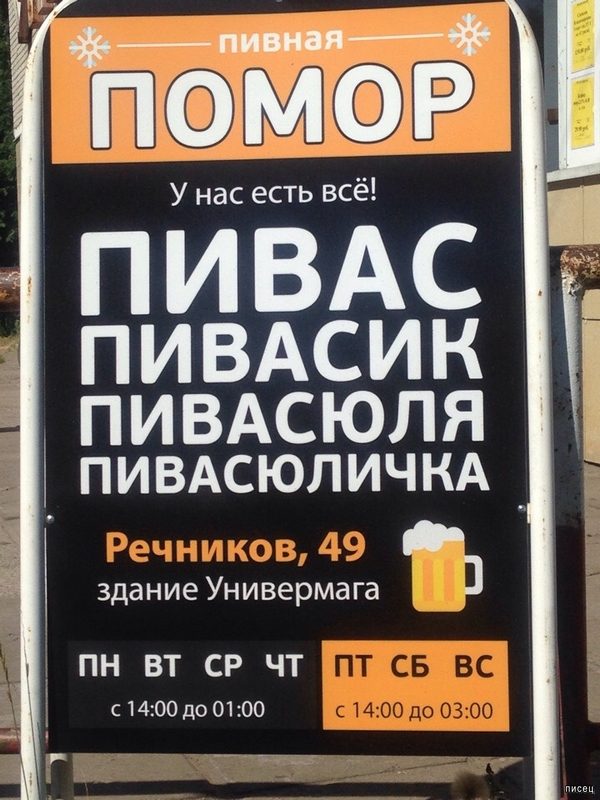 пивная
ПОМОР
У нас есть всё!
ПИВАС
ПИВАСИК
ПИВАСЮЛЯ
ПИВАСЮЛИЧКА
Речников, 49
здание Универмага
ПН ВТ СР ЧТ
с 14:00 до 01:00
ПТ СБ ВС
с 14:00 до 03:00
писец